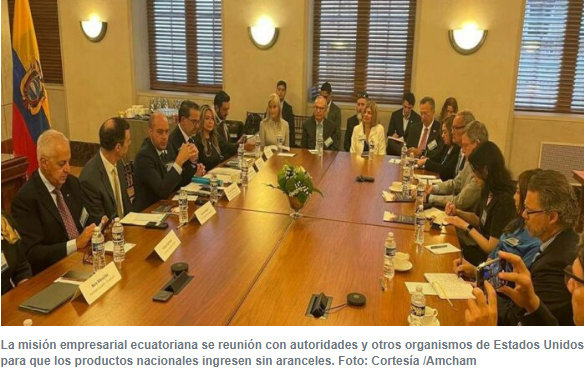 La misión empresarial ecuatoriana se reunión con autoridades y otros organismos de Estados Unidos
para que los productos nacionales ingresen sin aranceles. Foto: Cortesía /Amcham